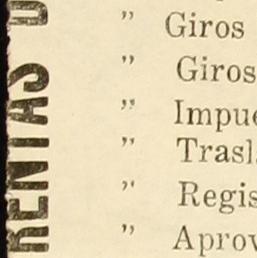 RENTAS D
" Giros
" Giros
" Impue
" Trasl
" Regis
" Aprov